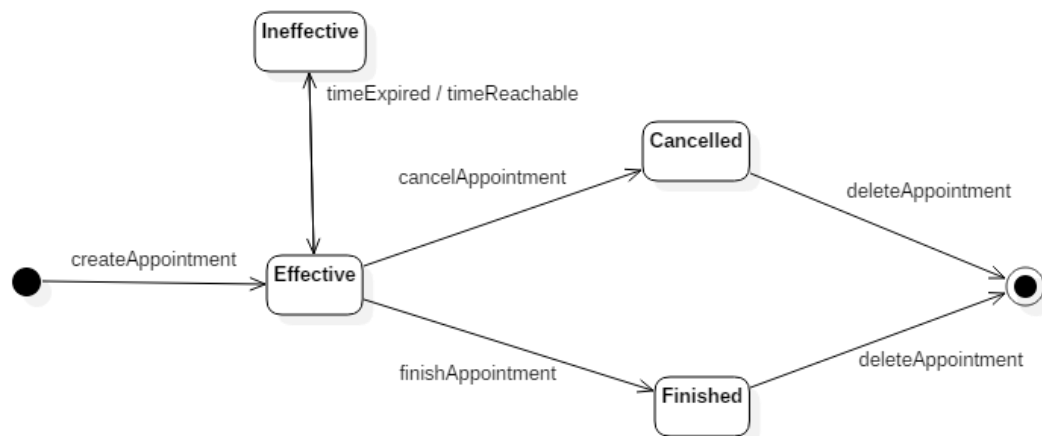 Ineffective
timeExpired / timeReachable
Cancelled
cancelAppointment
deleteAppointment
createAppointment
Effective
finishAppointment
deleteAppointment
Finished